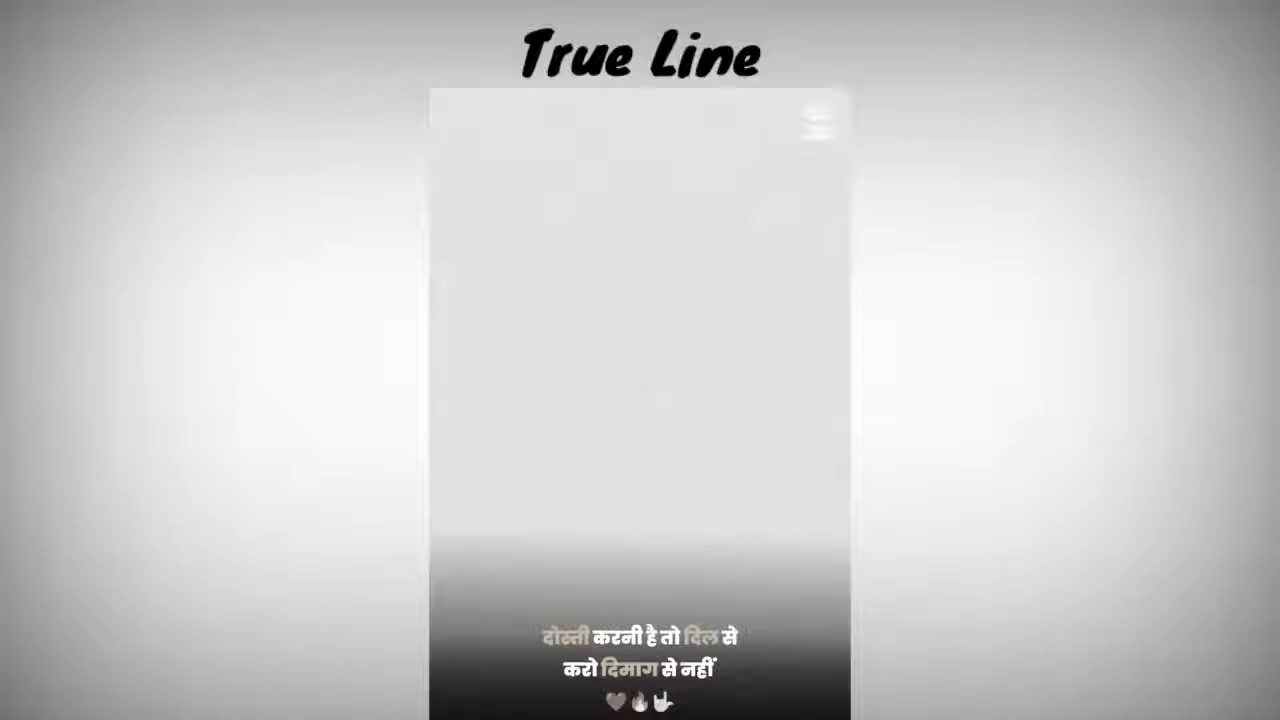 True Line
दोस्ती करनी है तो दिल से
करो दिमाग से नहीं
🖤🔥🤟